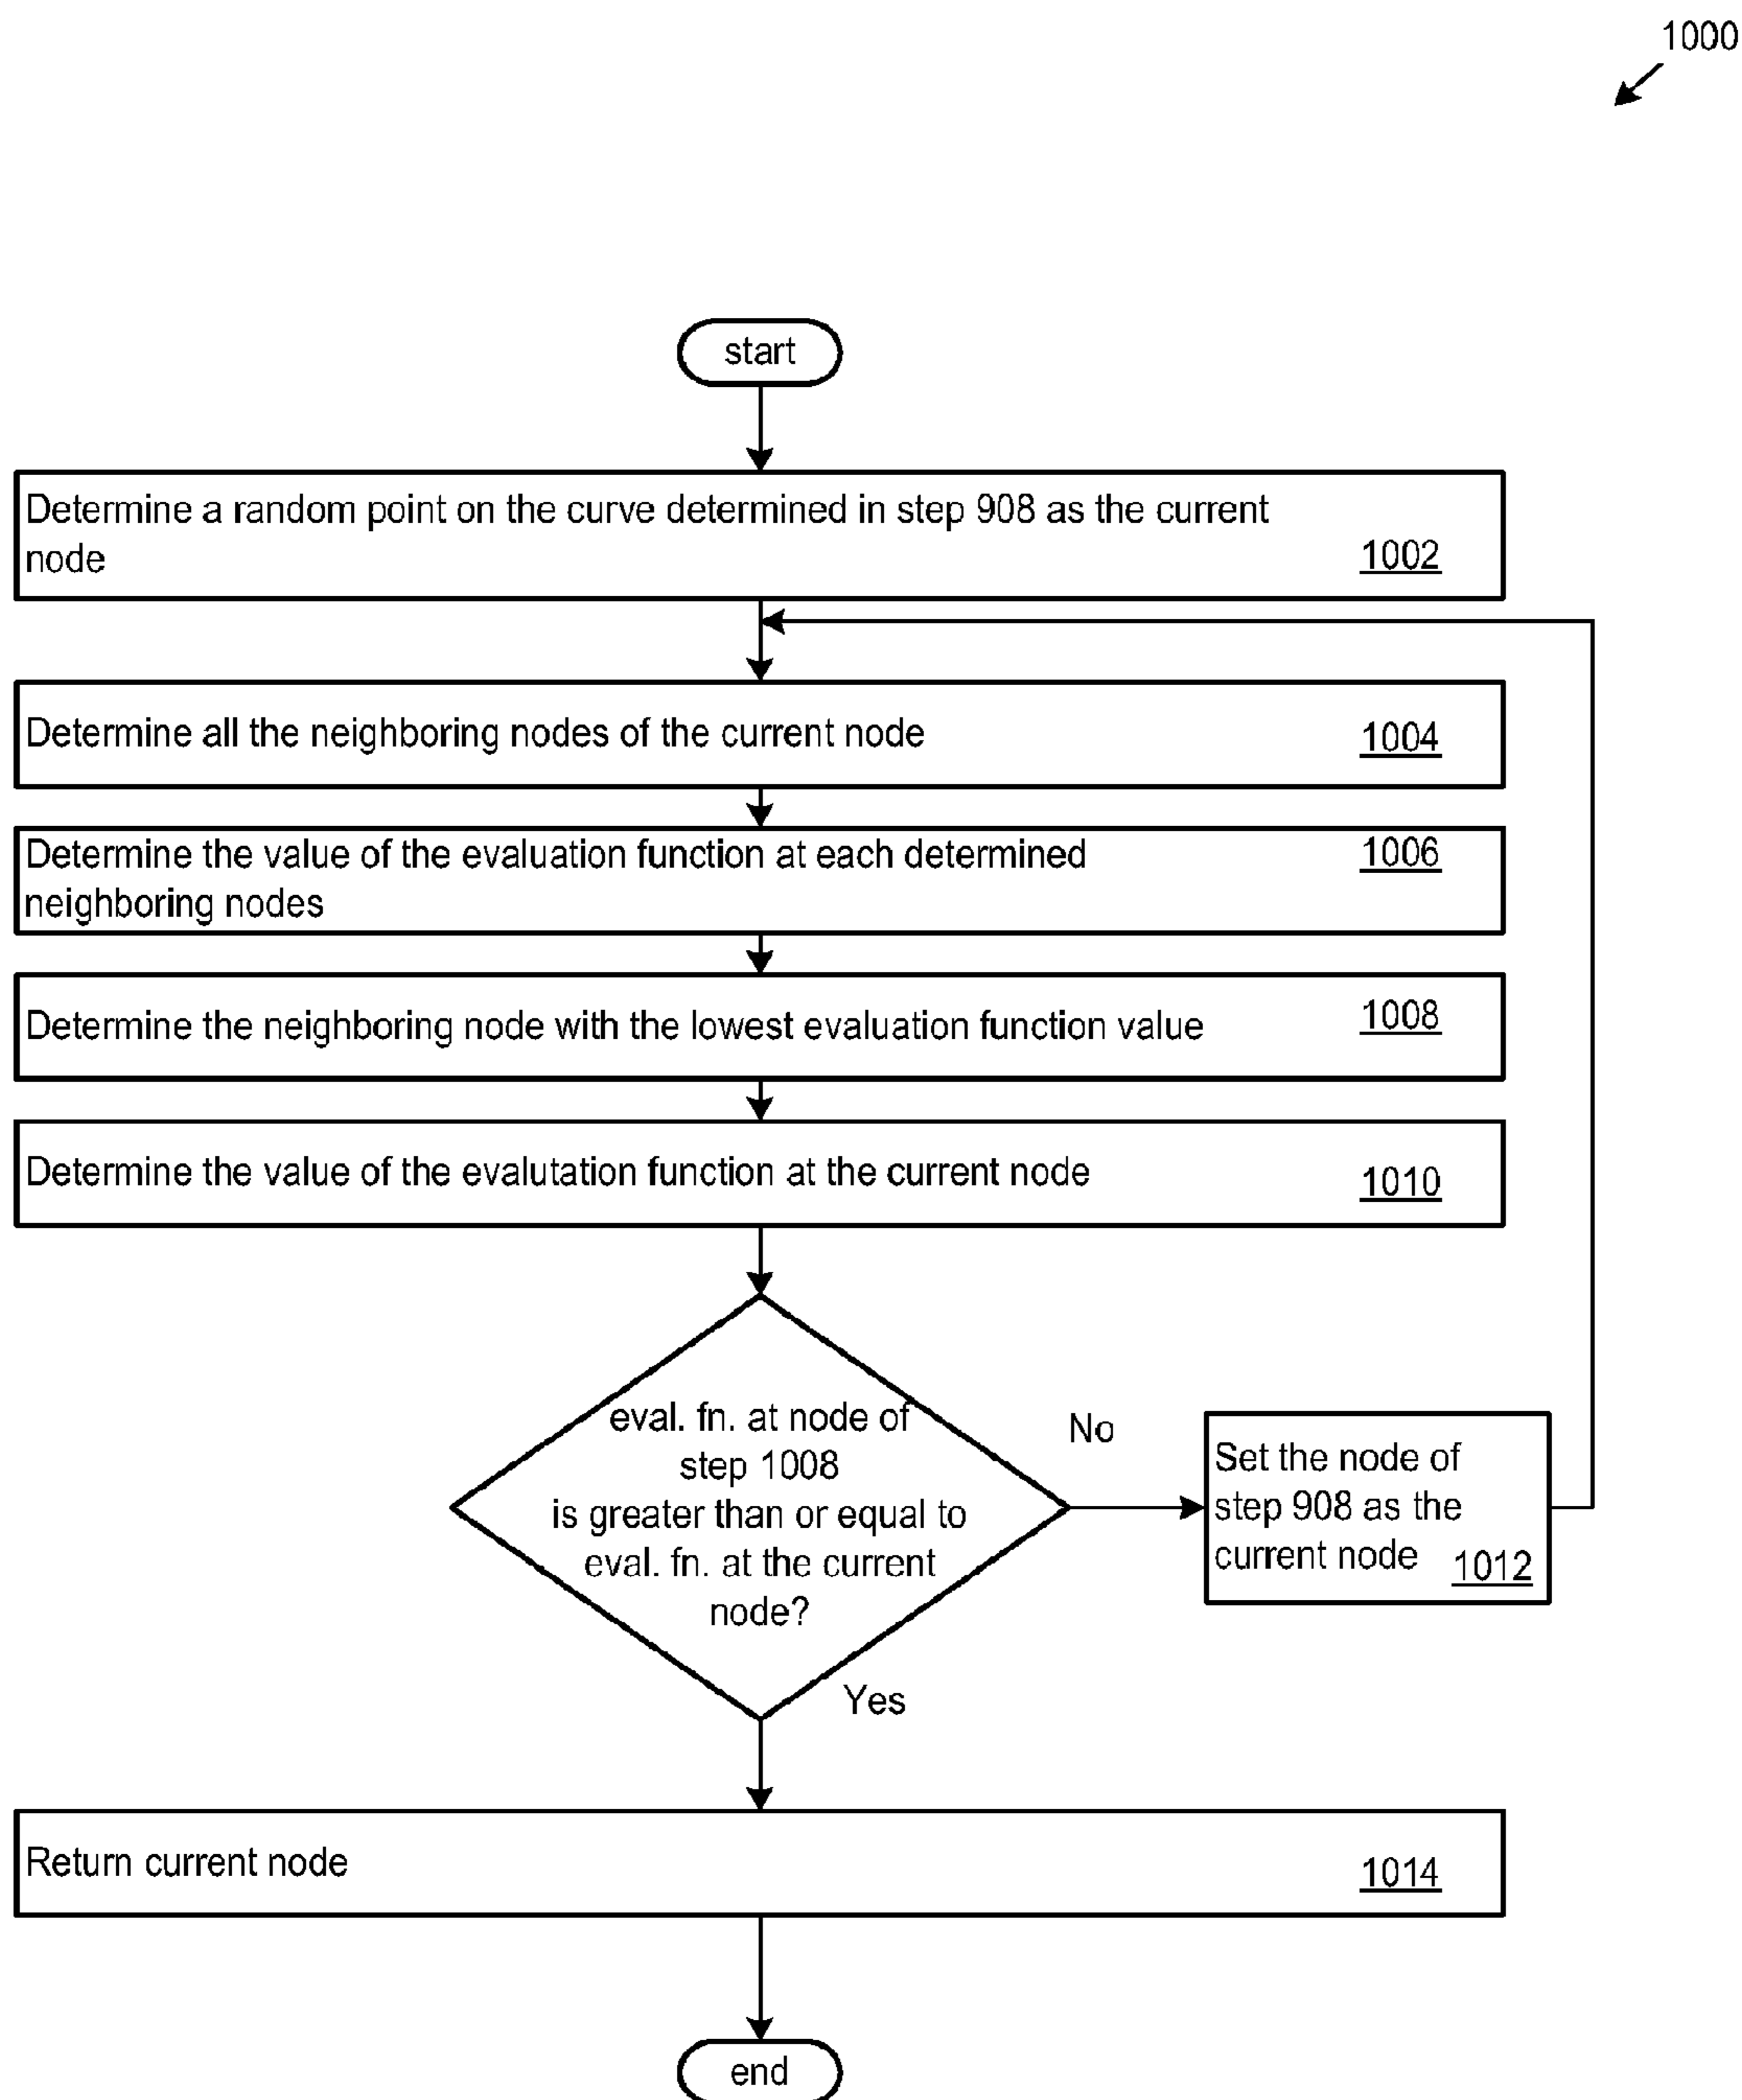 1000
start
Determine a random point on the curve determined in step 908 as the current
node
1002
Determine all the neighboring nodes of the current node
1004
Determine the value of the evaluation function at each determined
1006
neighboring nodes
Determine the neighboring node with the lowest evaluation function value
1008
Determine the value of the evalutation function at the current node
1010
eval. fn. at node of
step 1008
is greater than or equal to
eval. fn. at the current
node?
No
Set the node of
step 908 as the
current node
1012
Yes
Return current node
1014
end